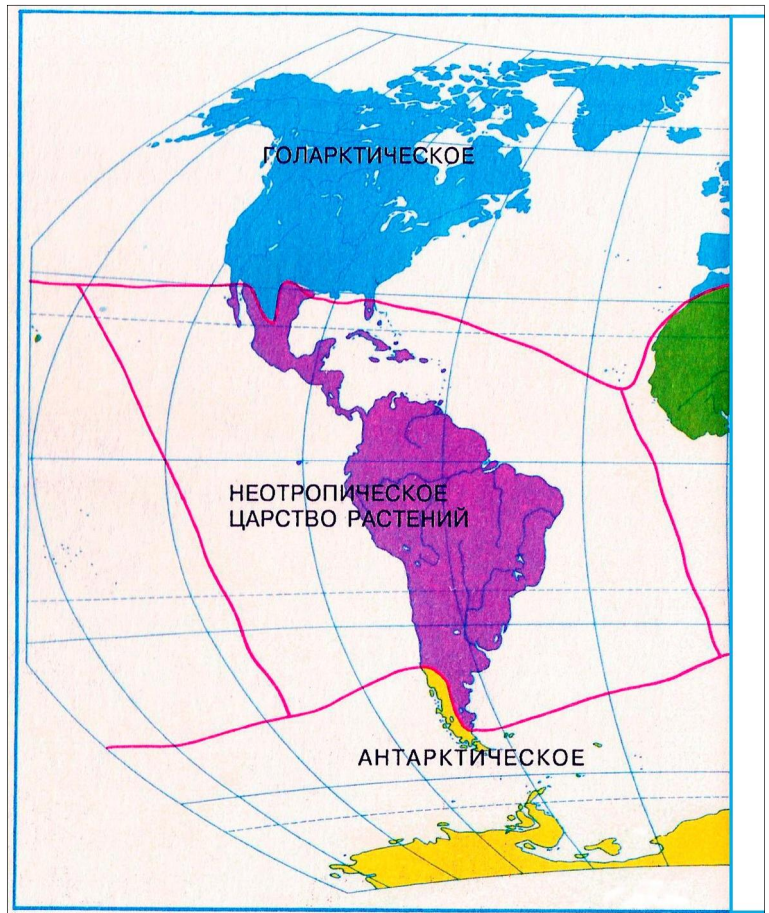 ГОЛАРКТИЧЕСКОЕ
НЕОТРОПИЧЕСКОЕ
ЦАРСТВО РАСТЕНИЙ
АНТАРКТИЧЕСКОЕ